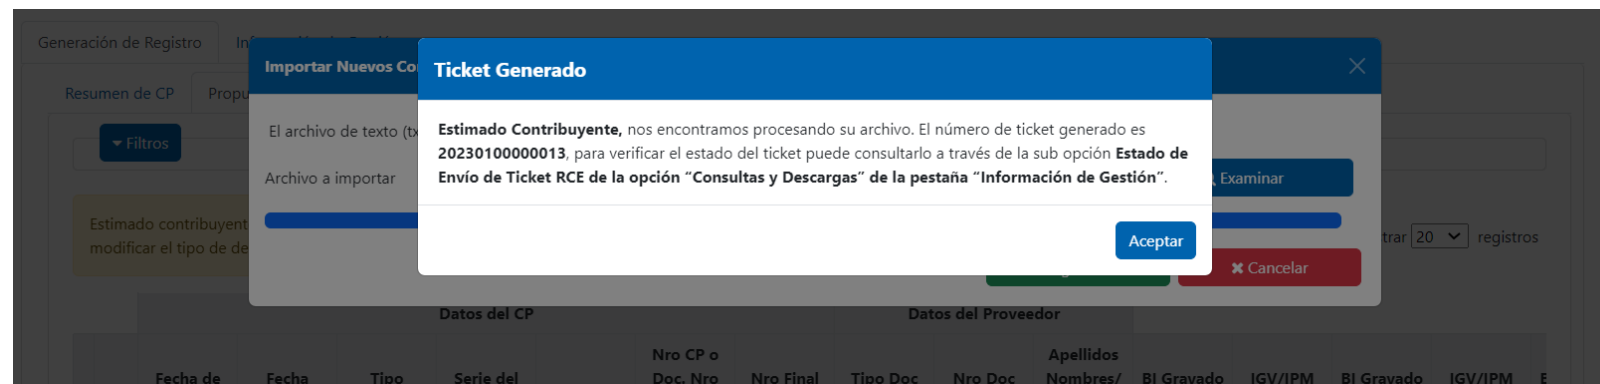 Generación de Registro
Importar Nuevos
Ticket Generado
Resumen de CP
El archivo de texto
Estimado Contribuyente, nos encontramos procesando su archivo. El número de ticket generado es
Filtros
20230100000013, para verificar el estado del ticket puede consultarlo a través de la sub opción Estado de
Archivo a importar
Envío de Ticket RCE de la opción “Consultas y Descargas” de la pestaña “Información de Gestión”.
Examinar
Estimado
modificar el tipo de
Aceptar
20 registros
Cancelar
Datos del CP
Datos del Proveedor
Nro CP o
Apellidos
Fecha de Fecha Tipo Serie del Doc. Nro Nro Final Tipo Doc Nro Doc Nombres/ BI Gravado IGV/IPM BI Gravado IGV/IPM